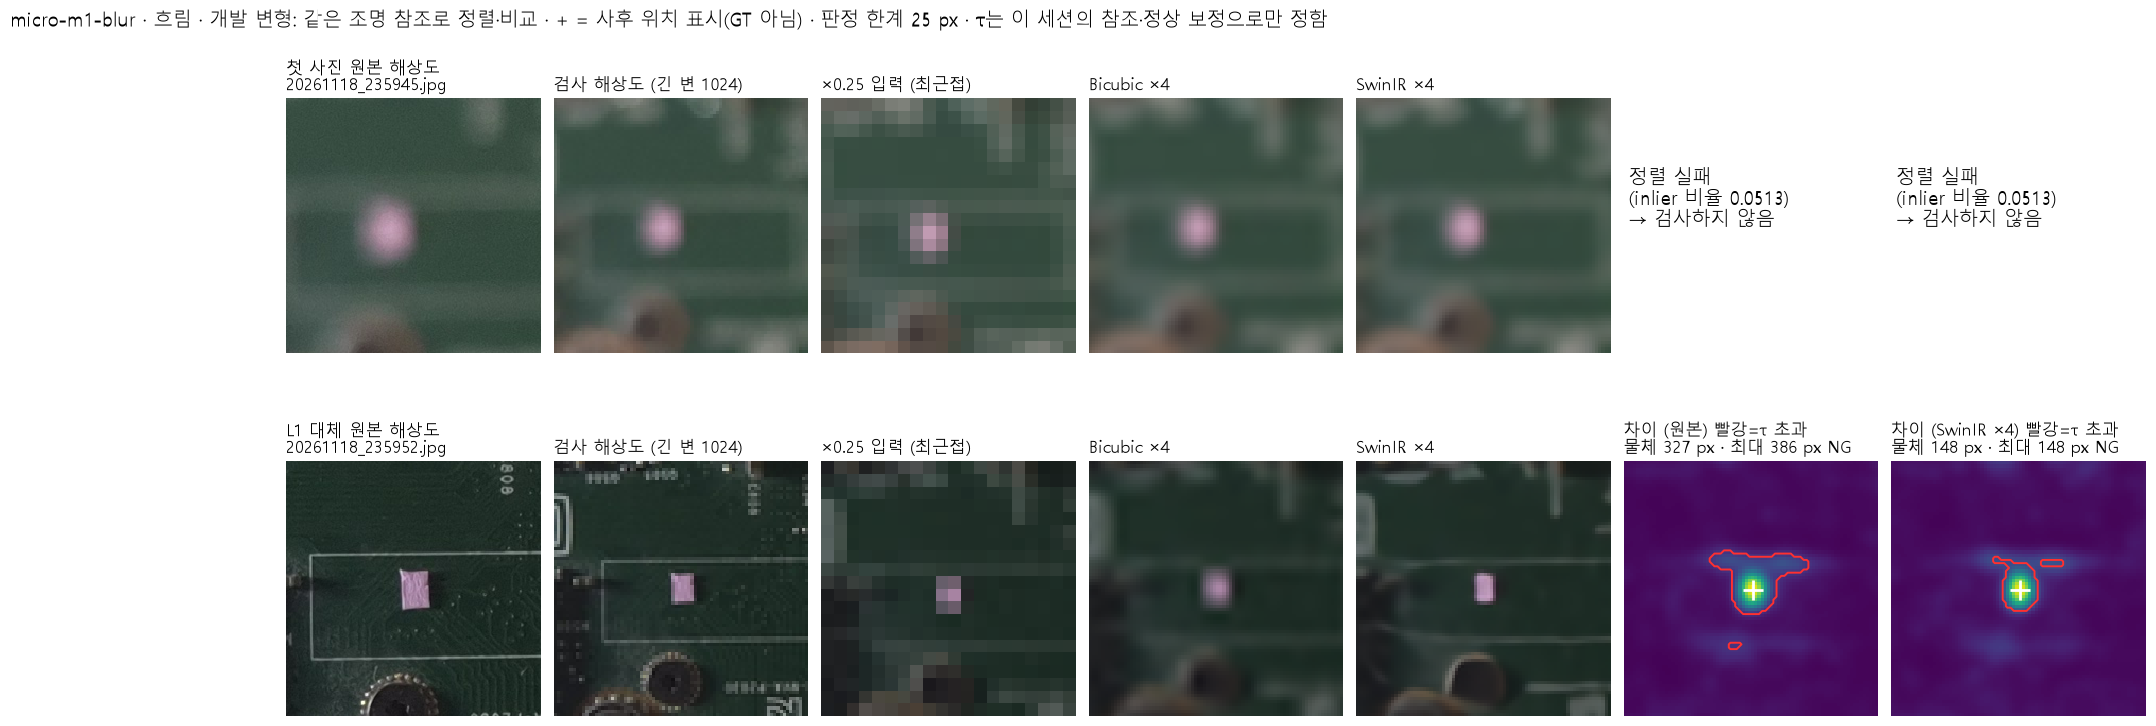 micro-m1-blur · 흐림 · 개발 변형: 같은 조명 참조로 정렬·비교 · + = 사후 위치 표시(GT 아님) · 판정 한계 25 px · τ는 이 세션의 참조·정상 보정으로만 정함
첫 사진 원본 해상도
20261118_235945.jpg
검사 해상도 (긴 변 1024)
×0.25 입력 (최근접)
Bicubic ×4
SwinIR ×4
정렬 실패
(inlier 비율 0.0513)
→ 검사하지 않음
정렬 실패
(inlier 비율 0.0513)
→ 검사하지 않음
L1 대체 원본 해상도
20261118_235952.jpg
검사 해상도 (긴 변 1024)
×0.25 입력 (최근접)
Bicubic ×4
SwinIR ×4
차이 (원본) 빨강=τ 초과
물체 327 px · 최대 386 px NG
차이 (SwinIR ×4) 빨강=τ 초과
물체 148 px · 최대 148 px NG
808